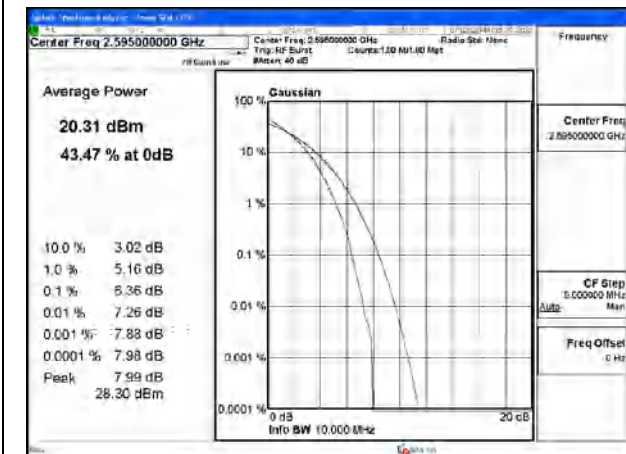 Center Freq 2.595000000 GHz
Center Freq: 2.595000000 GHz
Trig: RF Burst
Counts: 1.00 M/1.00 Mpt
Radio Std: None
#Atten: 40 dB
Frequency
Average Power
20.31 dBm
43.47 % at 0dB
10.0 % 3.02 dB
1.0 % 5.16 dB
0.1 % 6.36 dB
0.01 % 7.26 dB
0.001 % 7.88 dB
0.0001 % 7.98 dB
Peak 7.99 dB
28.30 dBm
Gaussian
100 %
10 %
1 %
0.1 %
0.01 %
0.001 %
0.0001 %
0 dB
20 dB
Info BW 10.000 MHz
Center Freq
2.595000000 GHz
CF Step
5.000000 MHz
Auto Man
Freq Offset
0 Hz